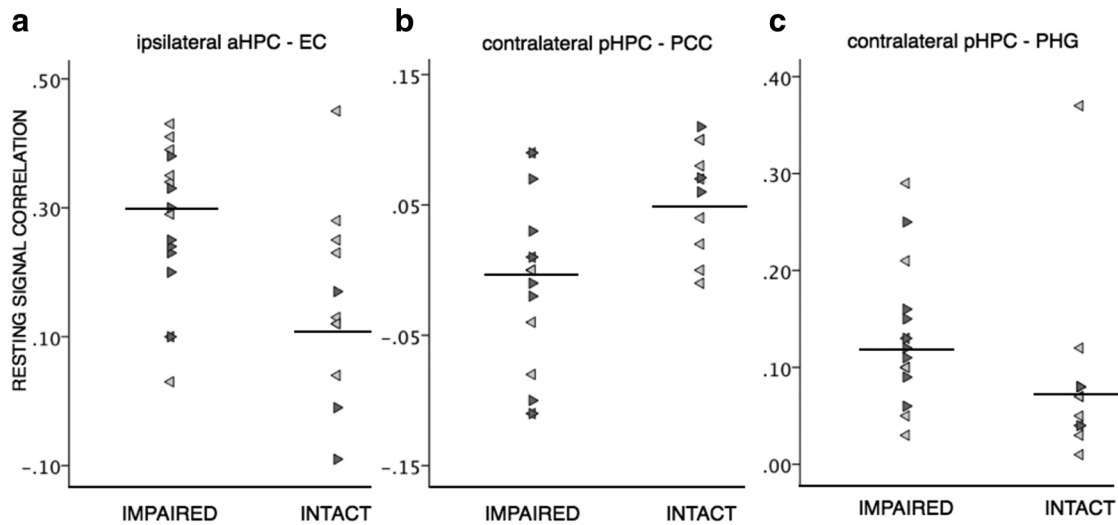 a
ipsilateral aHPC - EC
RESTING SIGNAL CORRELATION
.50
.30
.10
-.10
IMPAIRED INTACT
b
contralateral pHPC - PCC
.15
.05
-.05
-.15
IMPAIRED INTACT
c
contralateral pHPC - PHG
.40
.30
.20
.10
.00
IMPAIRED INTACT